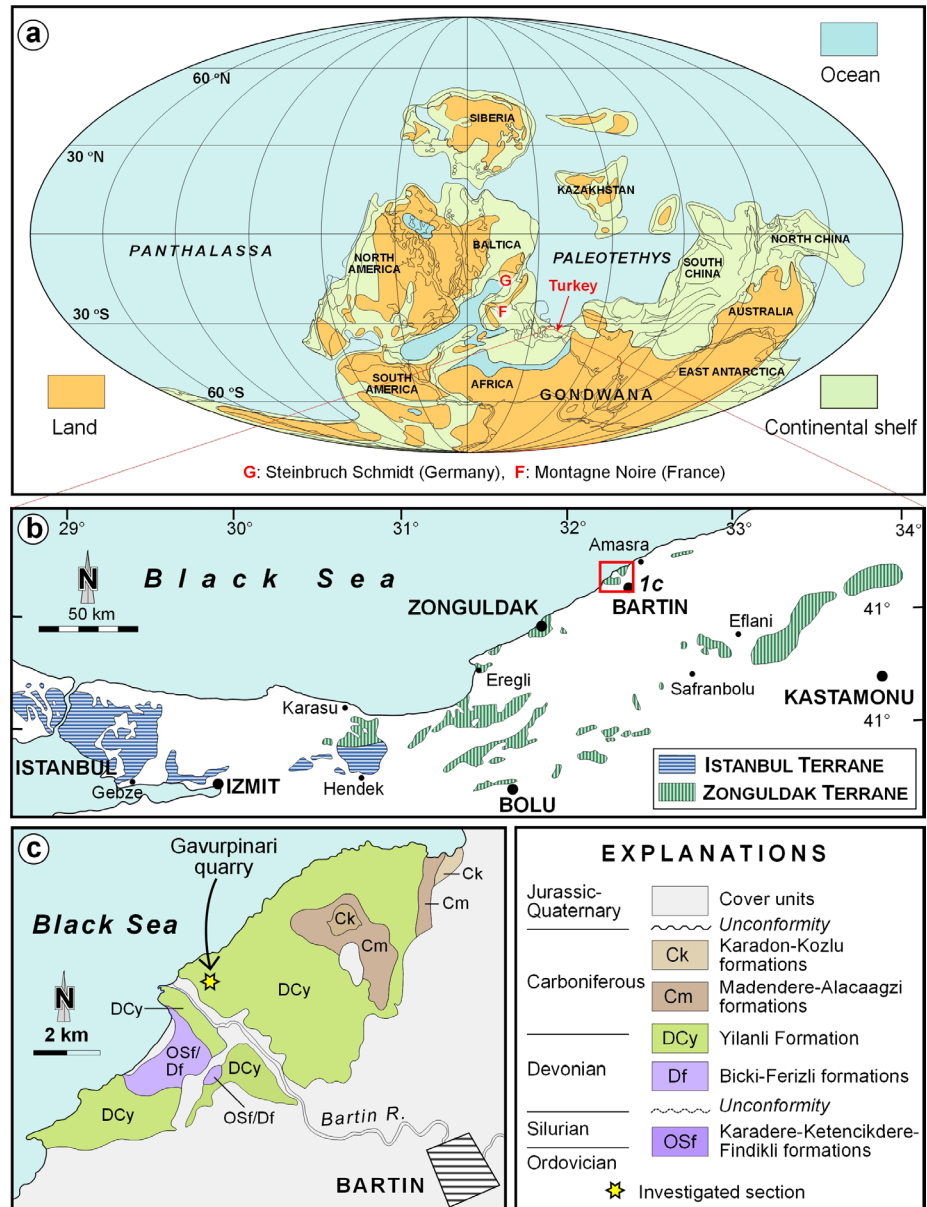 a
Ocean
60 °N
SIBERIA
30 °N
KAZAKHSTAN
PANTHALASSA
NORTH
AMERICA
BALTICA
PALEOTETHYS
SOUTH
CHINA
NORTH CHINA
G
Turkey
F
AUSTRALIA
30 °S
SOUTH
AMERICA
AFRICA
EAST ANTARCTICA
GONDWANA
60 °S
Land
Continental shelf
G: Steinbruch Schmidt (Germany), F: Montagne Noire (France)
b
29° 30° 31° 32° 33° 34°
Black Sea
N
50 km
Amasra
1c
BARTIN
ZONGULDAK
41°
Eflani
Eregli
Safranbolu
KASTAMONU
Karasu
41°
ISTANBUL
Gebze
IZMIT
Hendek
BOLU
ISTANBUL TERRANE
ZONGULDAK TERRANE
c
Gavurpinari
quarry
Black Sea
Ck
Cm
Ck
Cm
N
2 km
DCy
DCy
OSf/
Df
DCy
DCy
OSf/Df
Bartin R.
BARTIN
EXPLANATIONS
Jurassic-
Quaternary
Cover units
Unconformity
Carboniferous
Ck
Karadon-Kozlu
formations
Cm
Madendere-Alacaagzi
formations
Devonian
DCy
Yilanli Formation
Df
Bicki-Ferizli formations
Unconformity
Silurian
Ordovician
OSf
Karadere-Ketencikdere-
Findikli formations
Investigated section